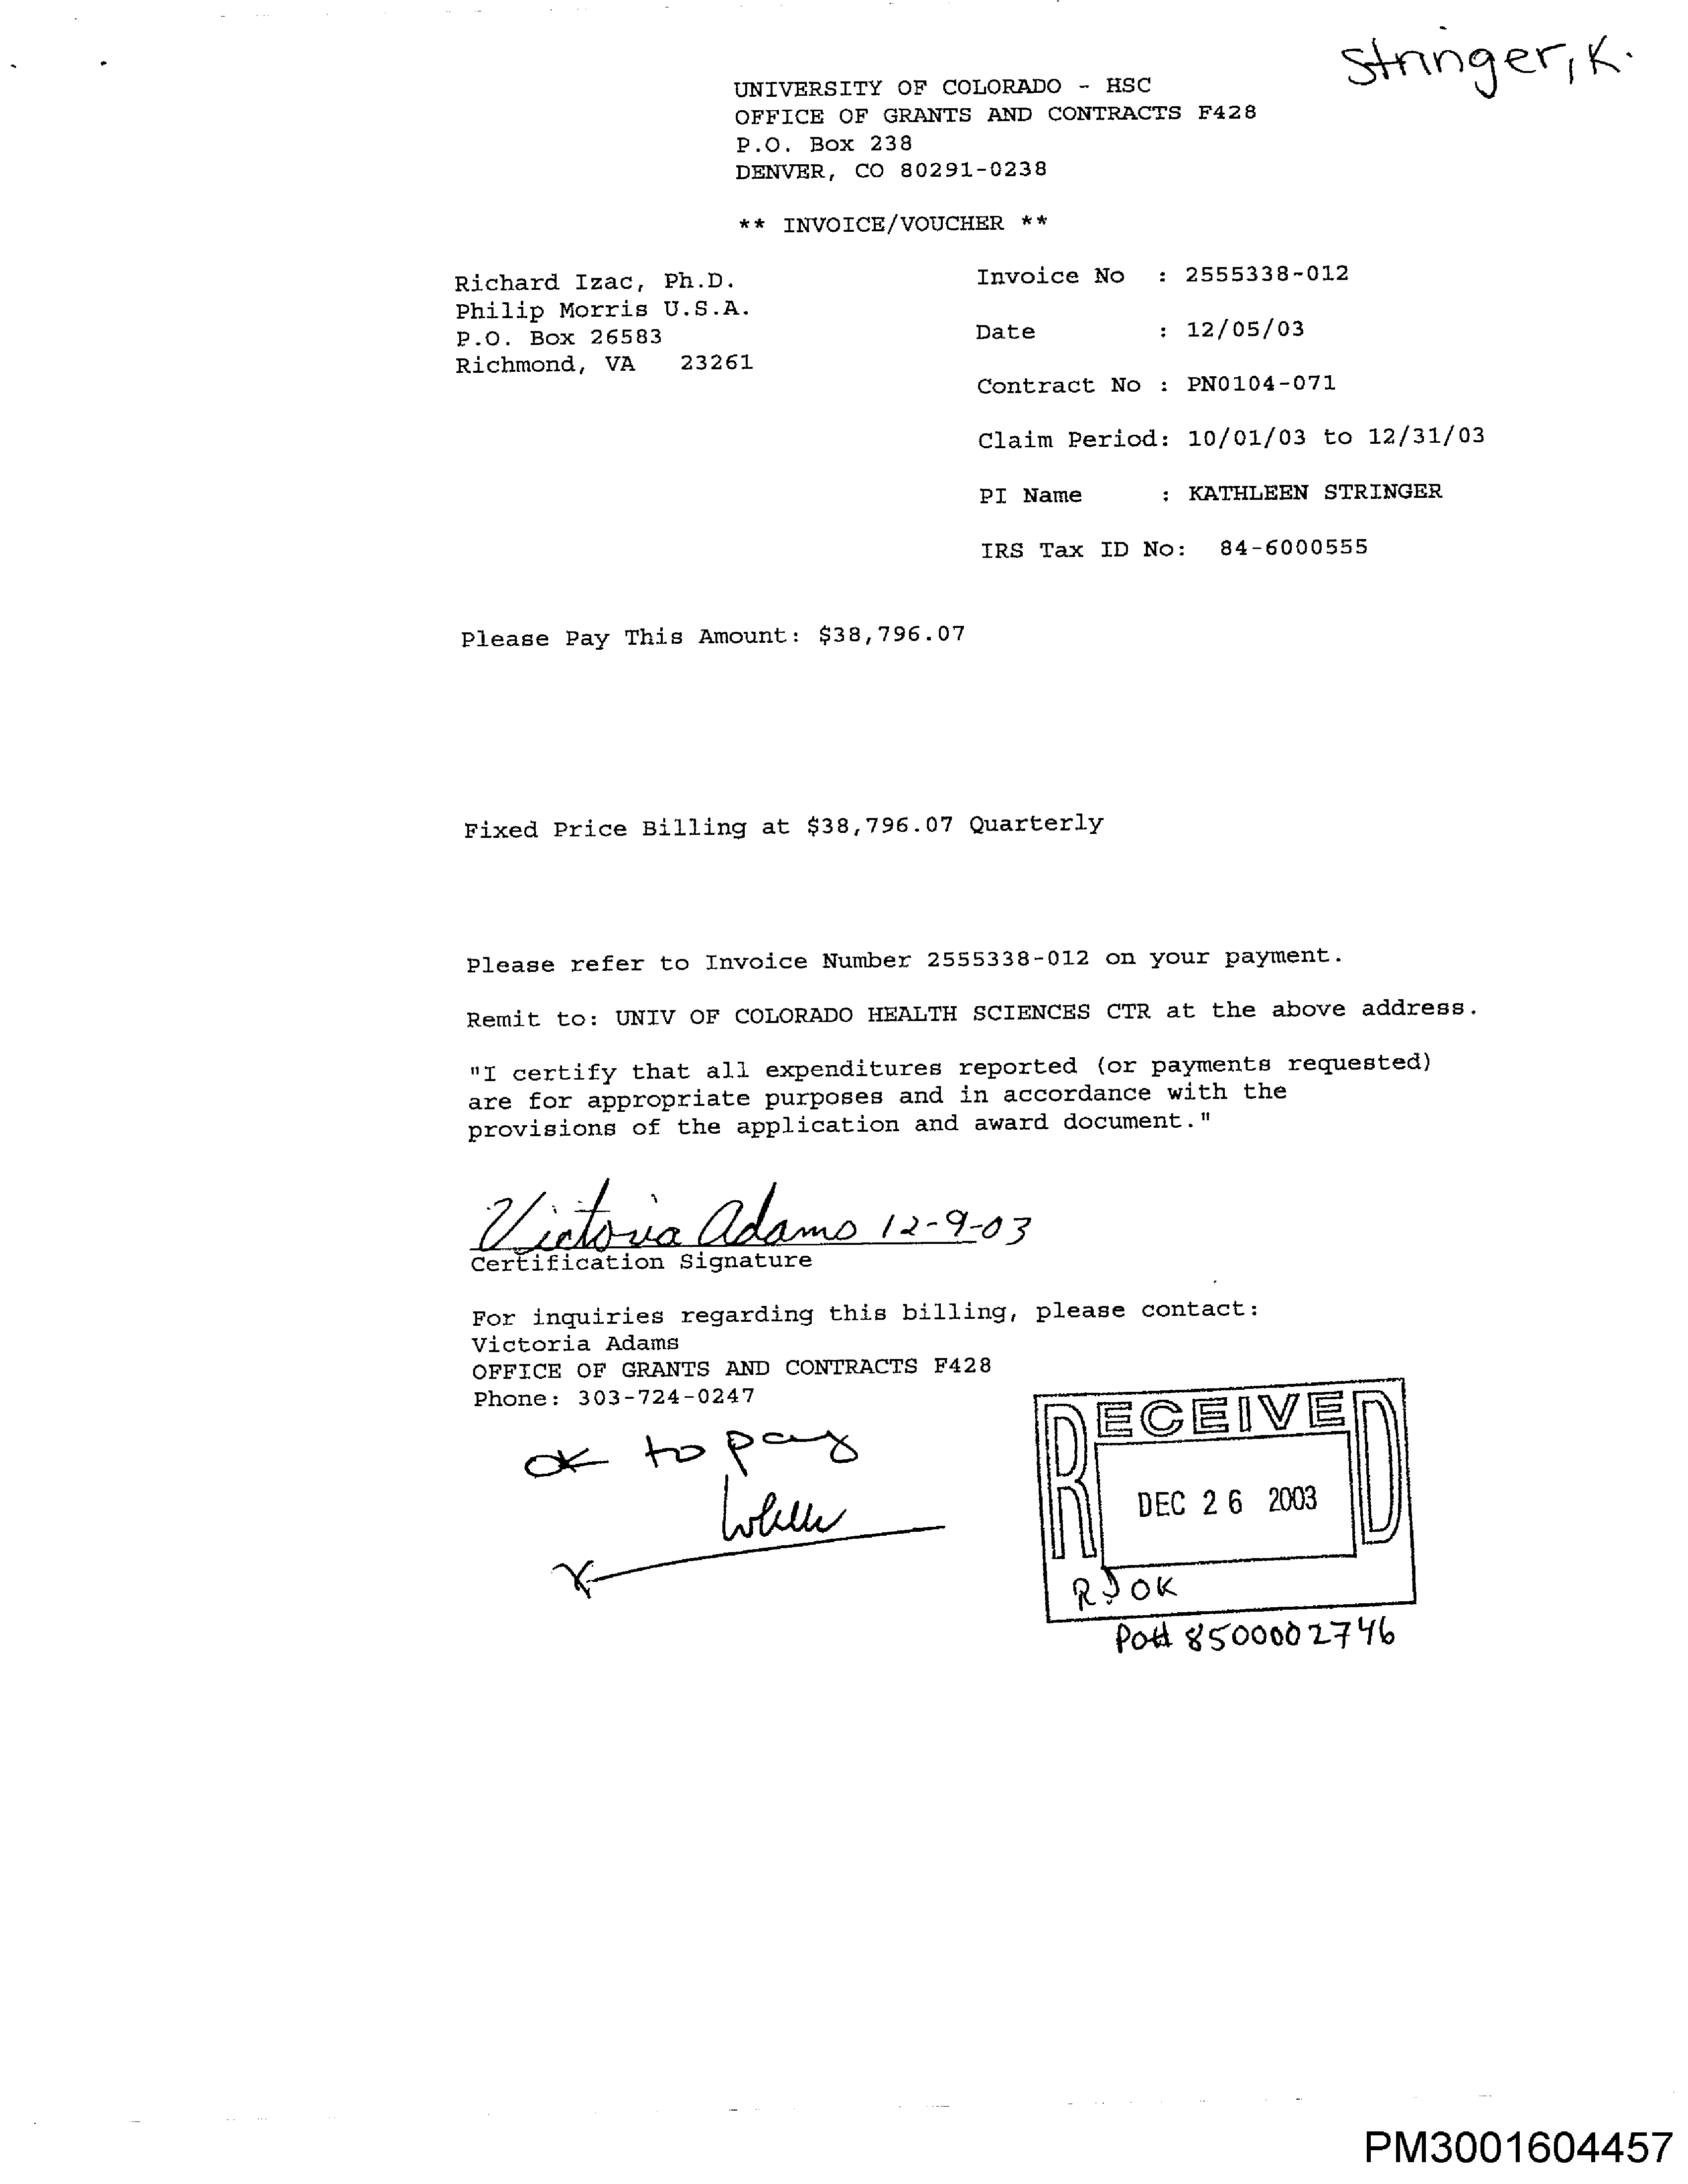 Stringer, K.
UNIVERSITY OF COLORADO - HSC
OFFICE OF GRANTS AND CONTRACTS F428
P.O. Box 238
DENVER, CO 80291-0238
** INVOICE/VOUCHER **
Richard Izac, Ph.D.
Philip Morris U.S.A.
P.O. Box 26583
Richmond, VA 23261
Invoice No : 2555338-012
Date : 12/05/03
Contract No : PN0104-071
Claim Period: 10/01/03 to 12/31/03
PI Name : KATHLEEN STRINGER
IRS Tax ID No: 84-6000555
Please Pay This Amount: $38,796.07
Fixed Price Billing at $38,796.07 Quarterly
Please refer to Invoice Number 2555338-012 on your payment.
Remit to: UNIV OF COLORADO HEALTH SCIENCES CTR at the above address.
"I certify that all expenditures reported (or payments requested)
are for appropriate purposes and in accordance with the
provisions of the application and award document."
Victoria Adams 12-9-03
Certification Signature
For inquiries regarding this billing, please contact:
Victoria Adams
OFFICE OF GRANTS AND CONTRACTS F428
Phone: 303-724-0247
ok to pay
RECEIVED
DEC 26 2003
OK
PO# 8500002746
PM3001604457